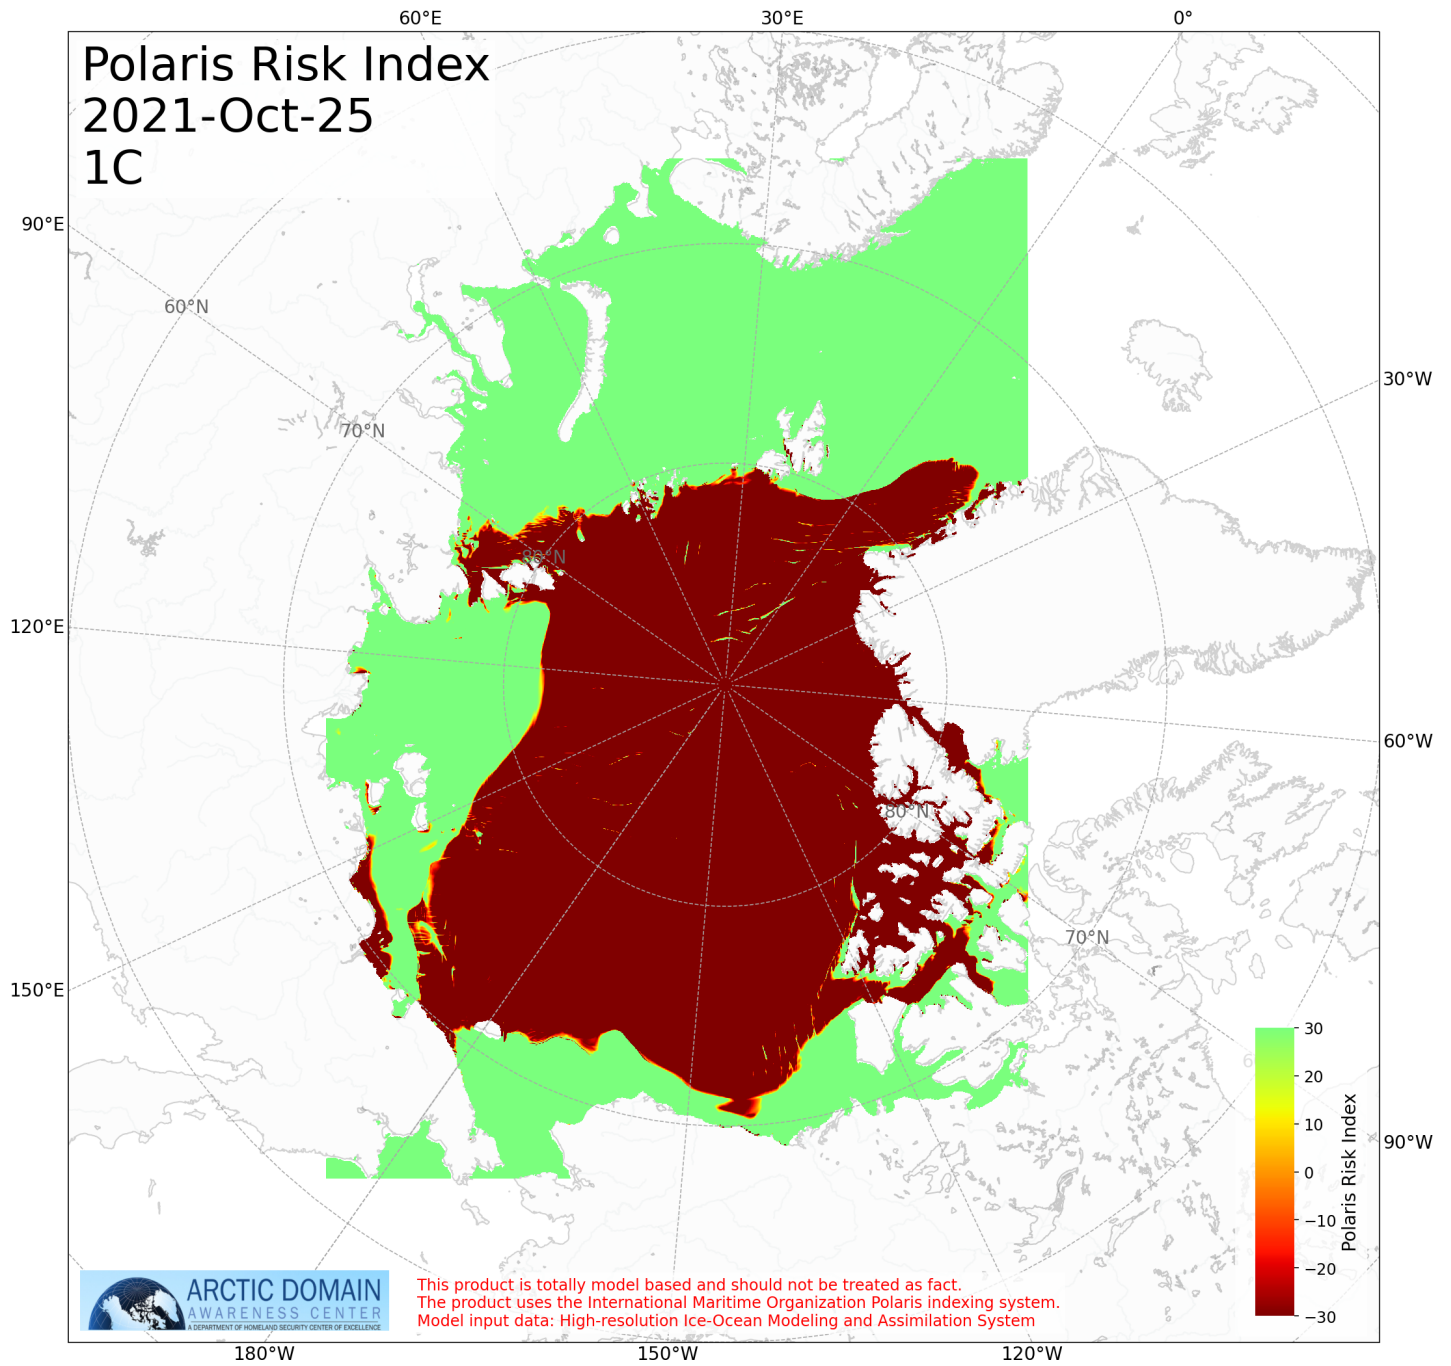 60°E
30°E
0°
Polaris Risk Index
2021-Oct-25
1C
90°E
60°N
30°W
70°N
80°N
120°E
60°W
80°N
70°N
150°E
30
20
10
0
−10
−20
−30
Polaris Risk Index
90°W
ARCTIC DOMAIN
AWARENESS CENTER
A DEPARTMENT OF HOMELAND SECURITY CENTER OF EXCELLENCE
This product is totally model based and should not be treated as fact.
The product uses the International Maritime Organization Polaris indexing system.
Model input data: High-resolution Ice-Ocean Modeling and Assimilation System
180°W
150°W
120°W